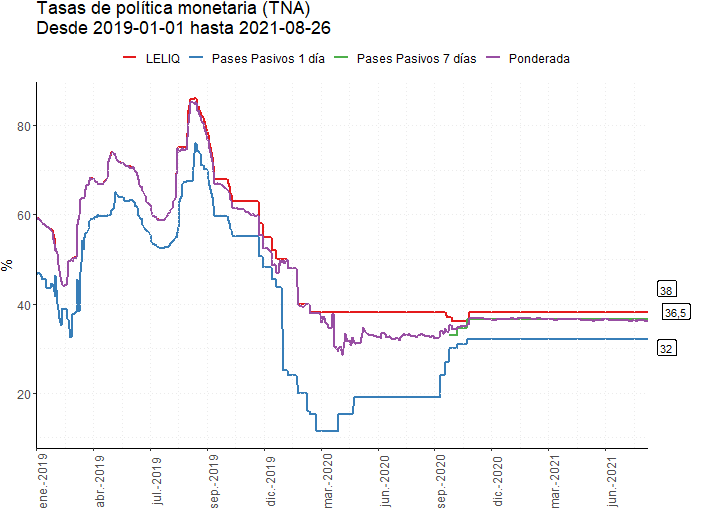 Tasas de política monetaria (TNA)
Desde 2019-01-01 hasta 2021-08-26
LELIQ Pases Pasivos 1 día Pases Pasivos 7 días Ponderada
%
80
60
40
20
38
36,5
32
ene.-2019
abr.-2019
jul.-2019
sep.-2019
dic.-2019
mar.-2020
jun.-2020
sep.-2020
dic.-2020
mar.-2021
jun.-2021